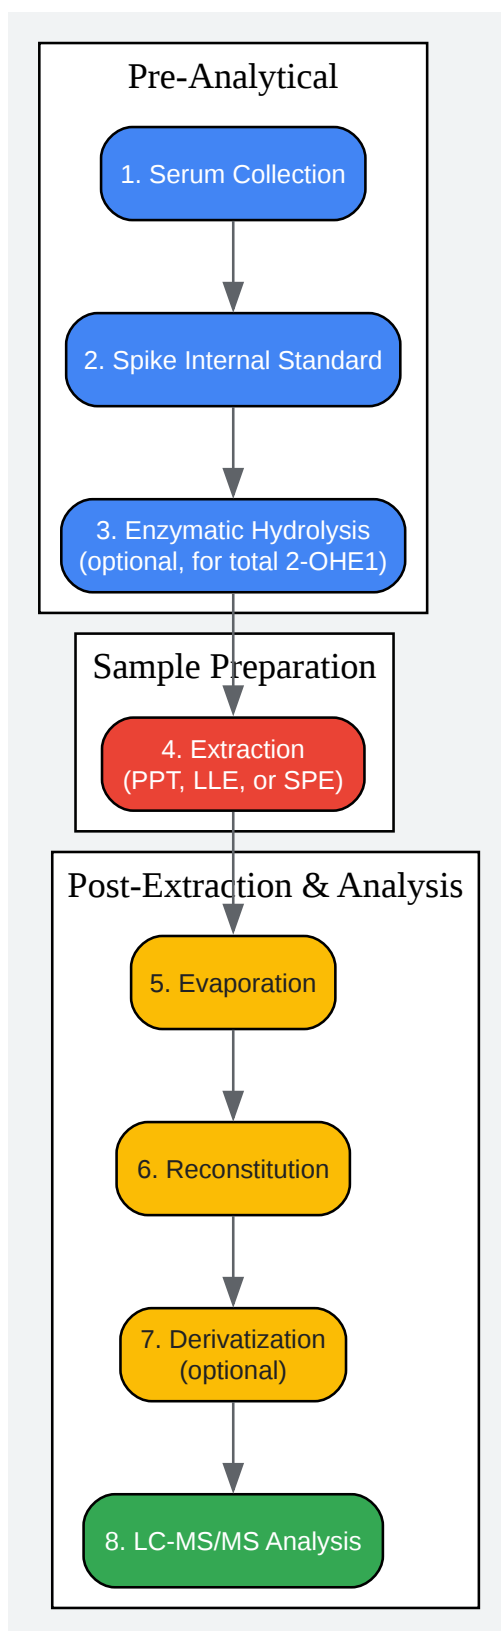 Pre-Analytical
1. Serum Collection
2. Spike Internal Standard
3. Enzymatic Hydrolysis
(optional, for total 2-OHE1)
Sample Preparation
4. Extraction
(PPT, LLE, or SPE)
Post-Extraction & Analysis
5. Evaporation
6. Reconstitution
7. Derivatization
(optional)
8. LC-MS/MS Analysis